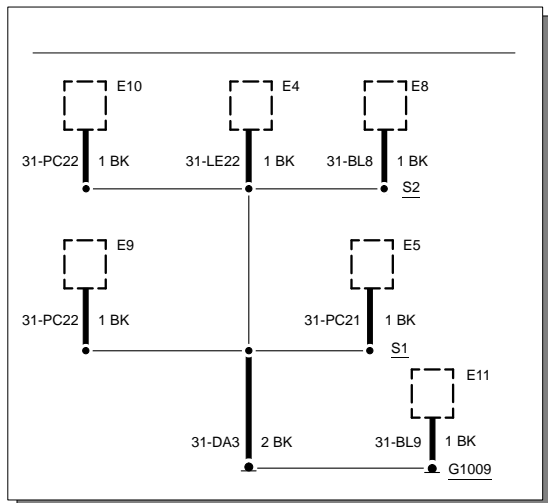 E10 E4 E8
31-PC22 1 BK 31-LE22 1 BK 31-BL8 1 BK
S2
E9 E5
31-PC22 1 BK 31-PC21 1 BK
S1
E11
31-DA3 2 BK 31-BL9 1 BK
G1009